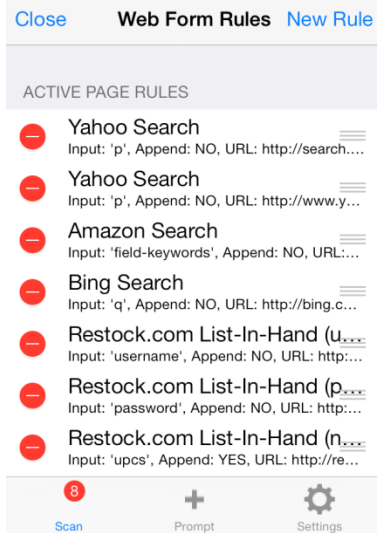 Close Web Form Rules New Rule
ACTIVE PAGE RULES
Yahoo Search
Input: 'p', Append: NO, URL: http://search....
Yahoo Search
Input: 'p', Append: NO, URL: http://www.y...
Amazon Search
Input: 'field-keywords', Append: NO, URL:...
Bing Search
Input: 'q', Append: NO, URL: http://bing.c...
Restock.com List-In-Hand (u...
Input: 'username', Append: NO, URL: http:...
Restock.com List-In-Hand (p...
Input: 'password', Append: NO, URL: http:...
Restock.com List-In-Hand (n...
Input: 'upcs', Append: YES, URL: http://re...
8
Scan Prompt Settings